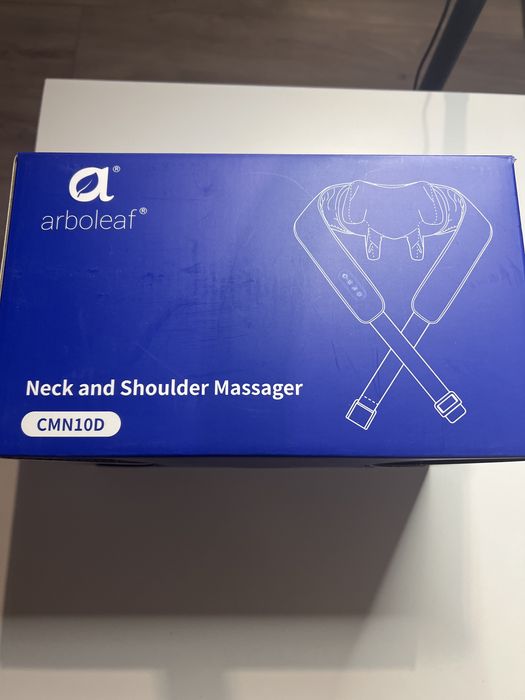 a®
arboleaf®
Neck and Shoulder Massager
CMN10D